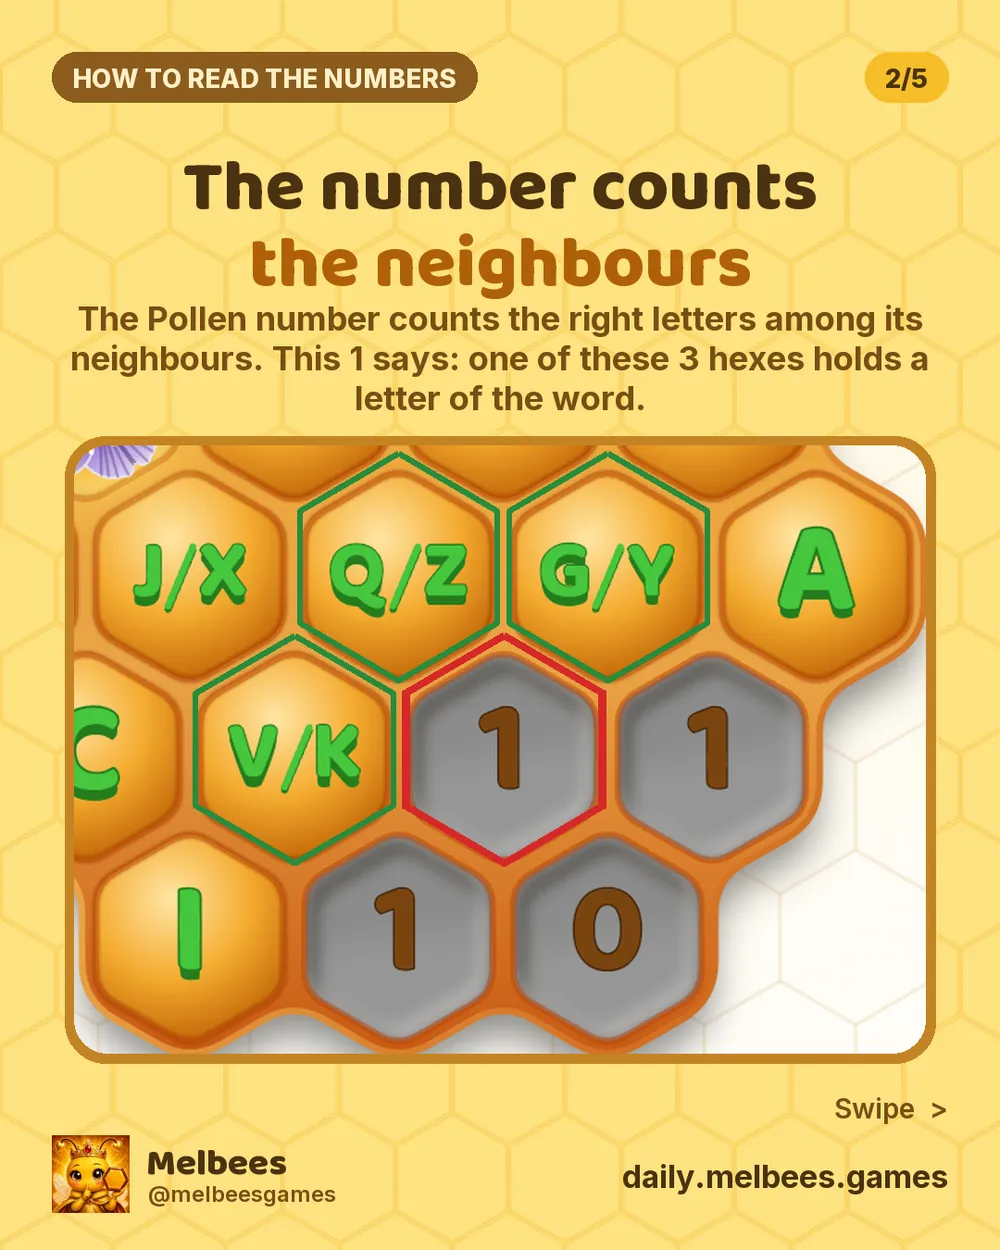 HOW TO READ THE NUMBERS
2/5
The number counts
the neighbours
The Pollen number counts the right letters among its
neighbours. This 1 says: one of these 3 hexes holds a
letter of the word.
J/X Q/Z G/Y A
C V/K 1 1
I 1 0
Swipe >
Melbees
@melbeesgames
daily.melbees.games